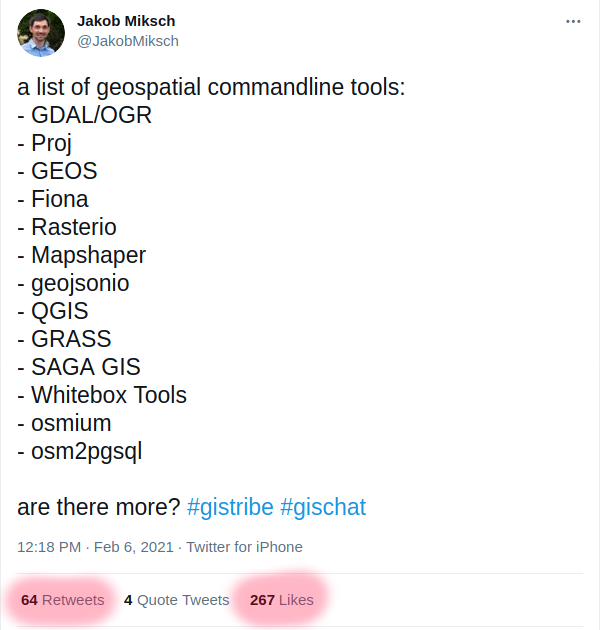 Jakob Miksch
@JakobMiksch
a list of geospatial commandline tools:
- GDAL/OGR
- Proj
- GEOS
- Fiona
- Rasterio
- Mapshaper
- geojsonio
- QGIS
- GRASS
- SAGA GIS
- Whitebox Tools
- osmium
- osm2pgsql
are there more? #gistribe #gischat
12:18 PM · Feb 6, 2021 · Twitter for iPhone
64 Retweets 4 Quote Tweets 267 Likes